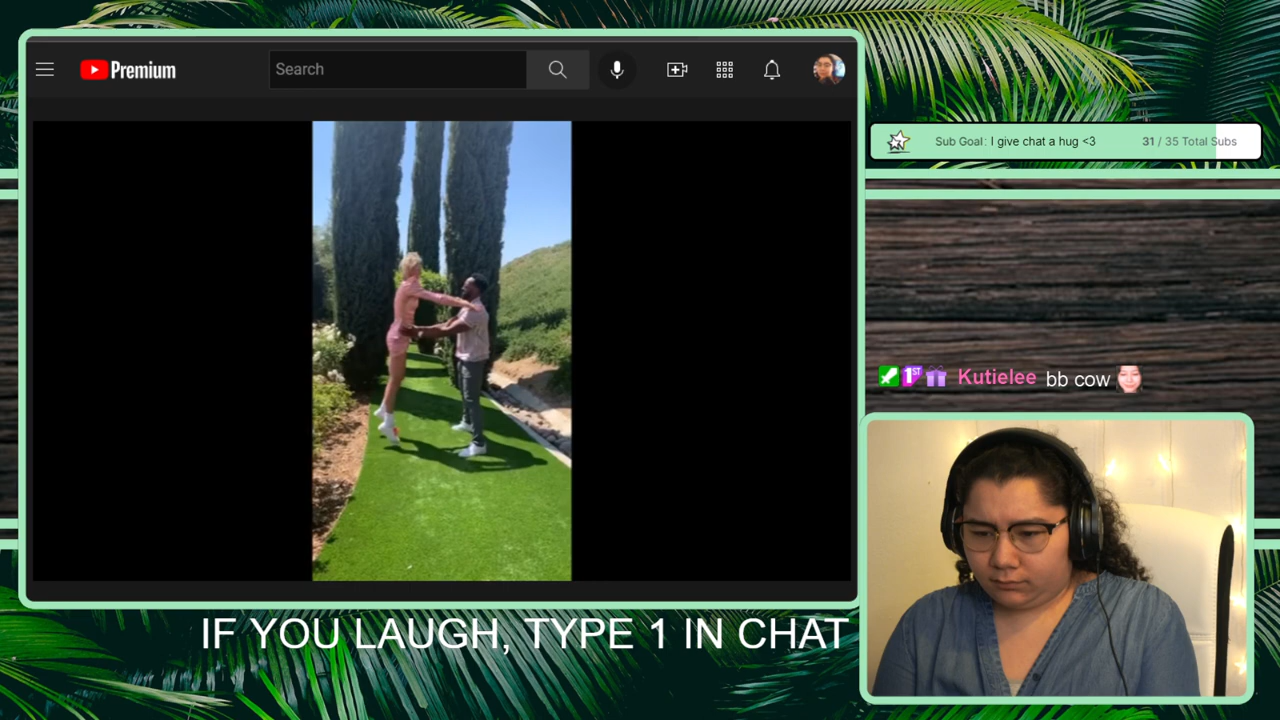 Premium
Search
Sub Goal: I give chat a hug <3 31 / 35 Total Subs
1ST Kutielee bb cow
IF YOU LAUGH, TYPE 1 IN CHAT